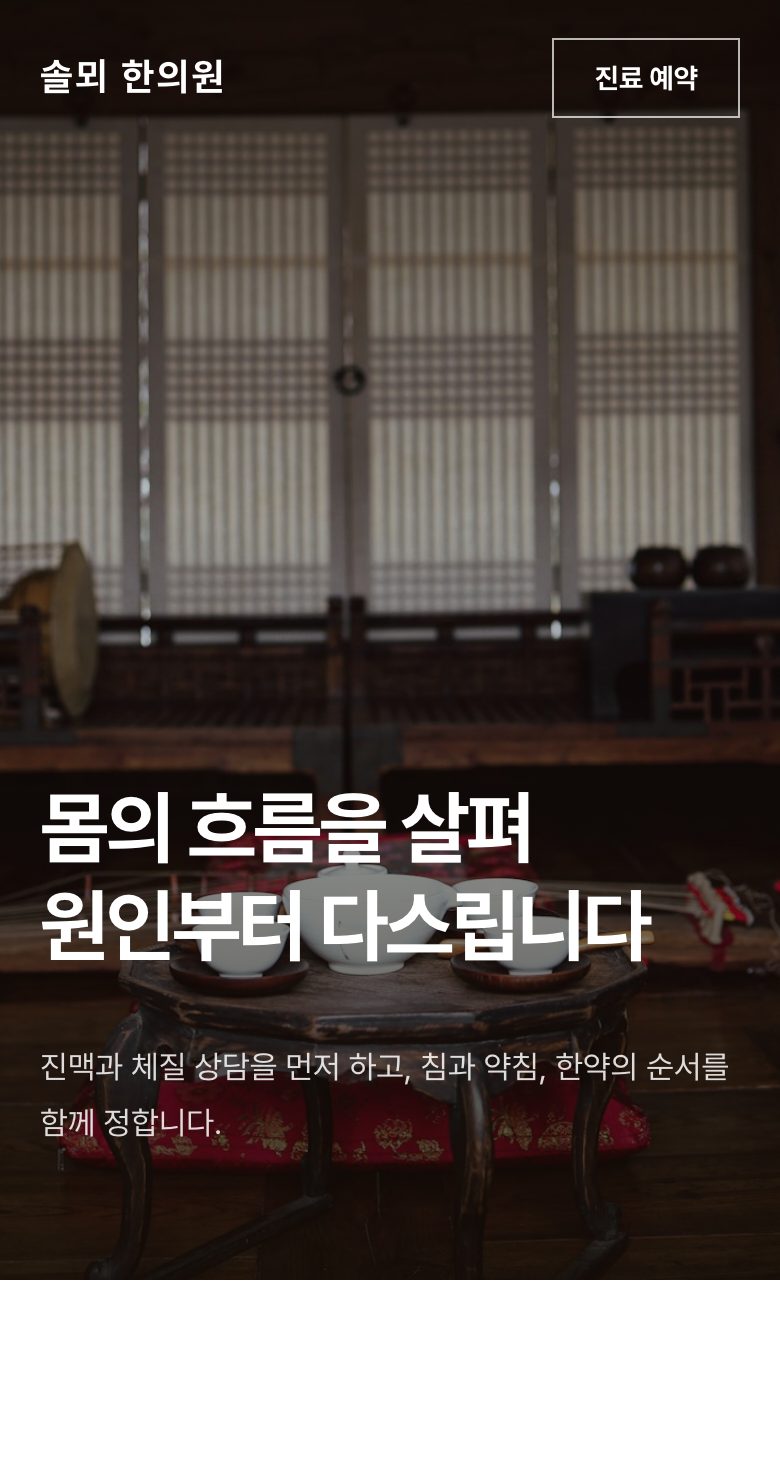 솔뫼 한의원
진료 예약
몸의 흐름을 살펴
원인부터 다스립니다
진맥과 체질 상담을 먼저 하고, 침과 약침, 한약의 순서를
함께 정합니다.